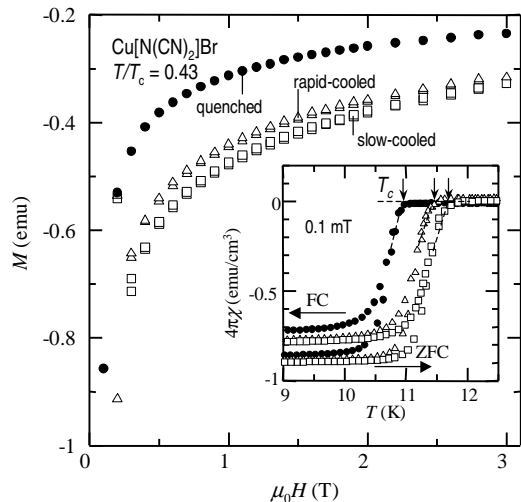 Cu[N(CN)2]Br
T/Tc = 0.43
quenched
rapid-cooled
slow-cooled
M (emu)
-0.2
-0.4
-0.6
-0.8
-1
0
1
2
3
μ0H (T)
Tc
0.1 mT
FC
ZFC
4πχ (emu/cm3)
0
-0.5
-1
9
10
11
12
T (K)